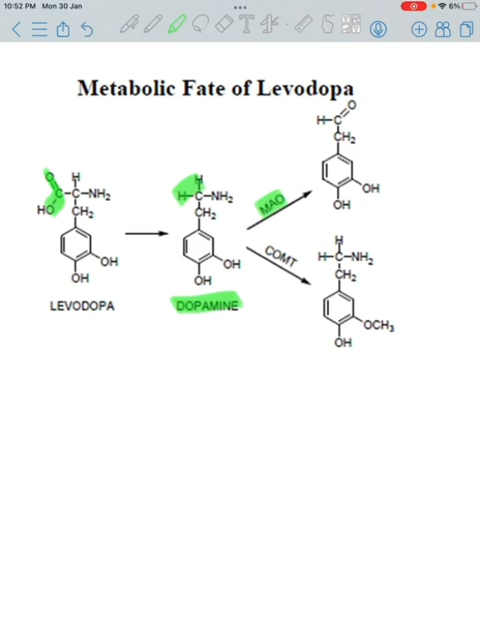 10:52 PM Mon 30 Jan
6%
Metabolic Fate of Levodopa
O
H-C
CH₂
OH
OH
H
O
C-C-NH₂
HO
CH₂
OH
OH
LEVODOPA
H
H-C-NH₂
CH₂
OH
OH
DOPAMINE
MAO
COMT
H
H-C-NH₂
CH₂
OCH₃
OH